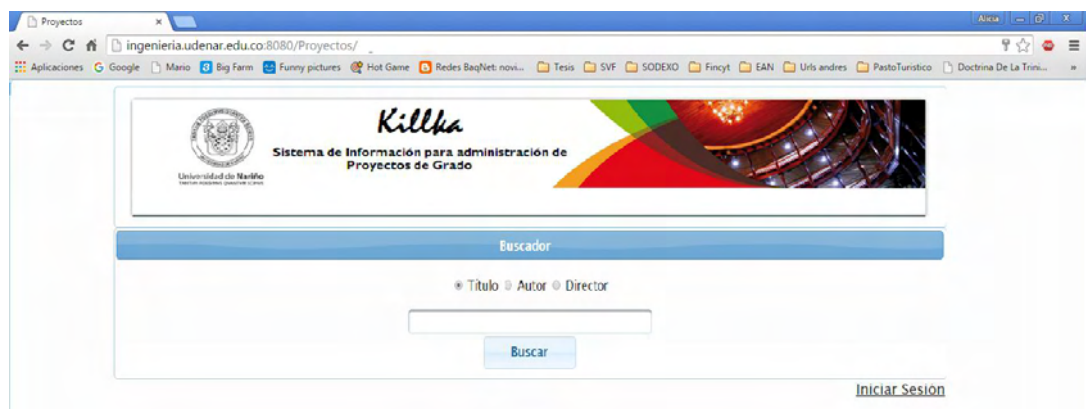 Proyectos
Alicia
ingenieria.udenar.edu.co:8080/Proyectos/
Aplicaciones Google Mario Big Farm Funny pictures Hot Game Redes BaqNet: novi... Tesis SVF SODEXO Fincyt EAN Urls andres PastoTuristico Doctrina De La Trini... »
Killka
Sistema de Información para administración de
Proyectos de Grado
Universidad de Nariño
Buscador
Título Autor Director
Buscar
Iniciar Sesión